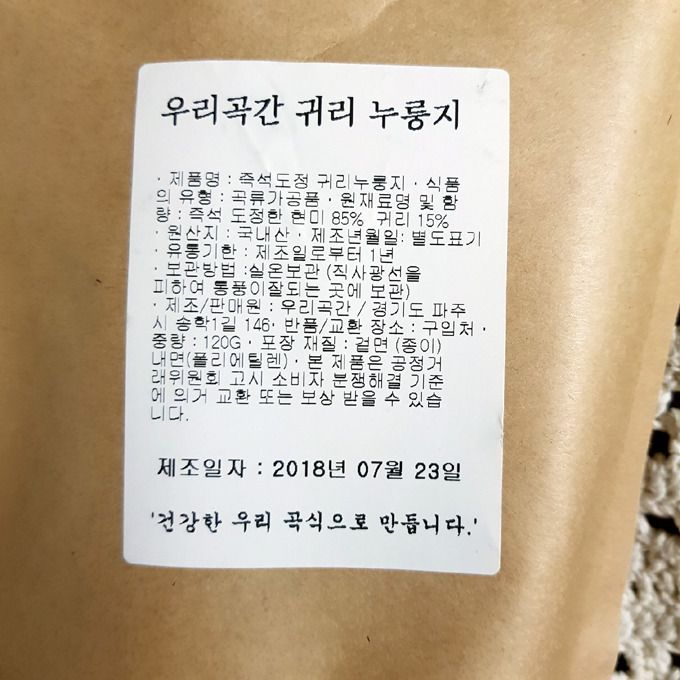 우리곡간 귀리 누룽지
· 제품명 : 즉석도정 귀리누룽지 · 식품
의 유형 : 곡류가공품 · 원재료명 및 함
량 : 즉석 도정한 현미 85% 귀리 15%
· 원산지 : 국내산 · 제조년월일: 별도표기
· 유통기한 : 제조일로부터 1년
· 보관방법 :실온보관 (직사광선을
피하여 통풍이잘되는 곳에 보관)
· 제조/판매원 : 우리곡간 / 경기도 파주
시 송학1길 146· 반품/교환 장소 : 구입처 ·
중량 : 120G · 포장 재질 : 겉면 (종이)
내면(폴리에틸렌) · 본 제품은 공정거
래위원회 고시 소비자 분쟁해결 기준
에 의거 교환 또는 보상 받을 수 있습
니다.
제조일자 : 2018년 07월 23일
'건강한 우리 곡식으로 만듭니다.'